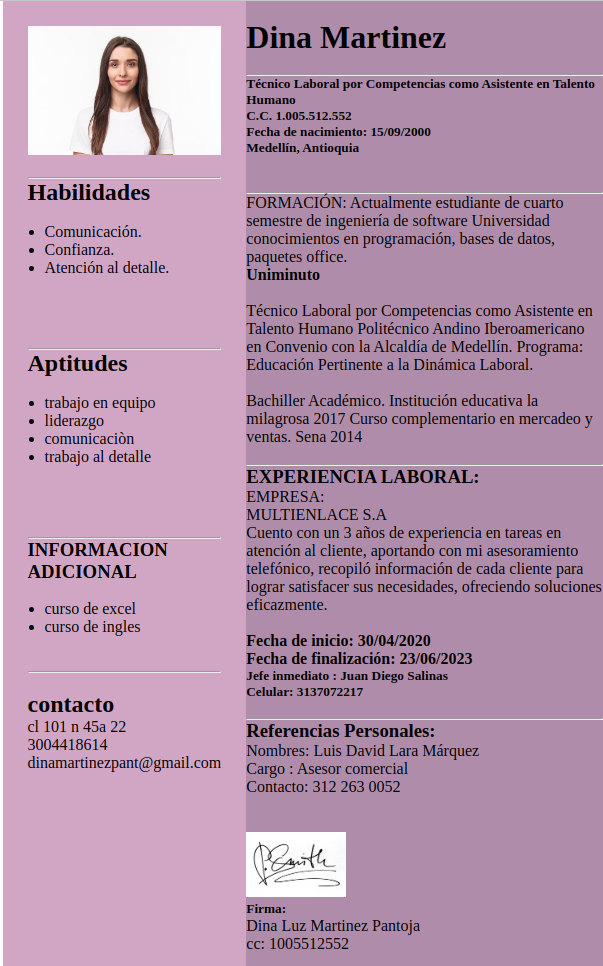 Habilidades
Comunicación.
Confianza.
Atención al detalle.
Aptitudes
trabajo en equipo
liderazgo
comunicaciòn
trabajo al detalle
INFORMACION
ADICIONAL
curso de excel
curso de ingles
contacto
cl 101 n 45a 22
3004418614
dinamartinezpant@gmail.com
Dina Martinez
Técnico Laboral por Competencias como Asistente en Talento
Humano
C.C. 1.005.512.552
Fecha de nacimiento: 15/09/2000
Medellín, Antioquia
FORMACIÓN: Actualmente estudiante de cuarto
semestre de ingeniería de software Universidad
conocimientos en programación, bases de datos,
paquetes office.
Uniminuto
Técnico Laboral por Competencias como Asistente en
Talento Humano Politécnico Andino Iberoamericano
en Convenio con la Alcaldía de Medellín. Programa:
Educación Pertinente a la Dinámica Laboral.
Bachiller Académico. Institución educativa la
milagrosa 2017 Curso complementario en mercadeo y
ventas. Sena 2014
EXPERIENCIA LABORAL:
EMPRESA:
MULTIENLACE S.A
Cuento con un 3 años de experiencia en tareas en
atención al cliente, aportando con mi asesoramiento
telefónico, recopiló información de cada cliente para
lograr satisfacer sus necesidades, ofreciendo soluciones
eficazmente.
Fecha de inicio: 30/04/2020
Fecha de finalización: 23/06/2023
Jefe inmediato : Juan Diego Salinas
Celular: 3137072217
Referencias Personales:
Nombres: Luis David Lara Márquez
Cargo : Asesor comercial
Contacto: 312 263 0052
P. Smith
Firma:
Dina Luz Martinez Pantoja
cc: 1005512552